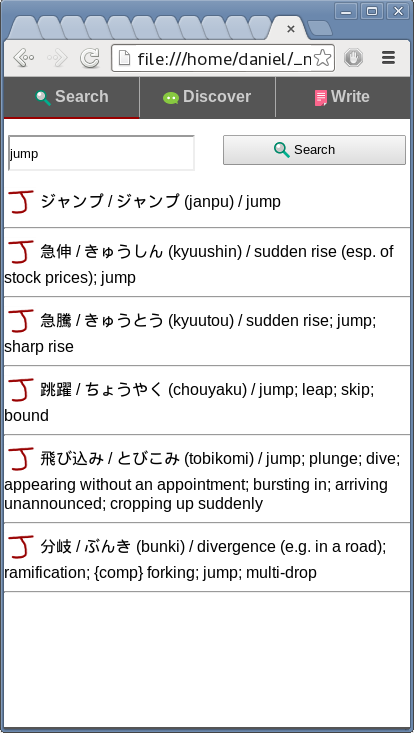 file:///home/daniel/_n
Search Discover Write
jump Search
ジャンプ / ジャンプ (janpu) / jump
急伸 / きゅうしん (kyuushin) / sudden rise (esp. of
stock prices); jump
急騰 / きゅうとう (kyuutou) / sudden rise; jump;
sharp rise
跳躍 / ちょうやく (chouyaku) / jump; leap; skip;
bound
飛び込み / とびこみ (tobikomi) / jump; plunge; dive;
appearing without an appointment; bursting in; arriving
unannounced; cropping up suddenly
分岐 / ぶんき (bunki) / divergence (e.g. in a road);
ramification; {comp} forking; jump; multi-drop